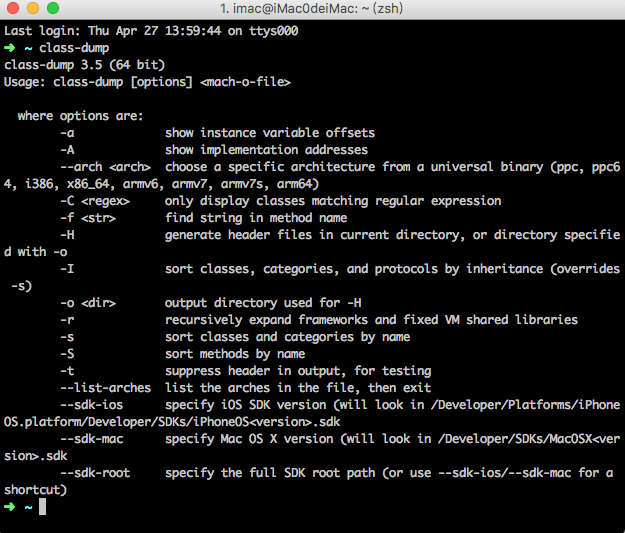 1. imac@iMac0deiMac: ~ (zsh)
Last login: Thu Apr 27 13:59:44 on ttys000
➜ ~ class-dump
class-dump 3.5 (64 bit)
Usage: class-dump [options] <mach-o-file>
where options are:
-a show instance variable offsets
-A show implementation addresses
--arch <arch> choose a specific architecture from a universal binary (ppc, ppc6
4, i386, x86_64, armv6, armv7, armv7s, arm64)
-C <regex> only display classes matching regular expression
-f <str> find string in method name
-H generate header files in current directory, or directory specifie
d with -o
-I sort classes, categories, and protocols by inheritance (overrides
-s)
-o <dir> output directory used for -H
-r recursively expand frameworks and fixed VM shared libraries
-s sort classes and categories by name
-S sort methods by name
-t suppress header in output, for testing
--list-arches list the arches in the file, then exit
--sdk-ios specify iOS SDK version (will look in /Developer/Platforms/iPhone
OS.platform/Developer/SDKs/iPhoneOS<version>.sdk
--sdk-mac specify Mac OS X version (will look in /Developer/SDKs/MacOSX<ver
sion>.sdk
--sdk-root specify the full SDK root path (or use --sdk-ios/--sdk-mac for a
shortcut)
➜ ~